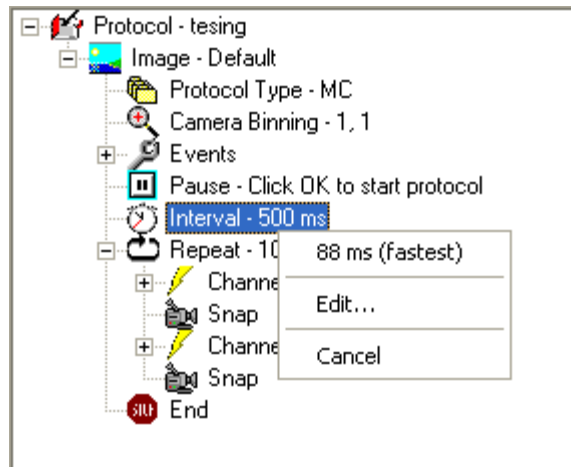 Protocol - tesing
Image - Default
Protocol Type - MC
Camera Binning - 1, 1
Events
Pause - Click OK to start protocol
Interval - 500 ms
Repeat - 10
88 ms (fastest)
Channe
Edit...
Snap
Channe
Cancel
Snap
End